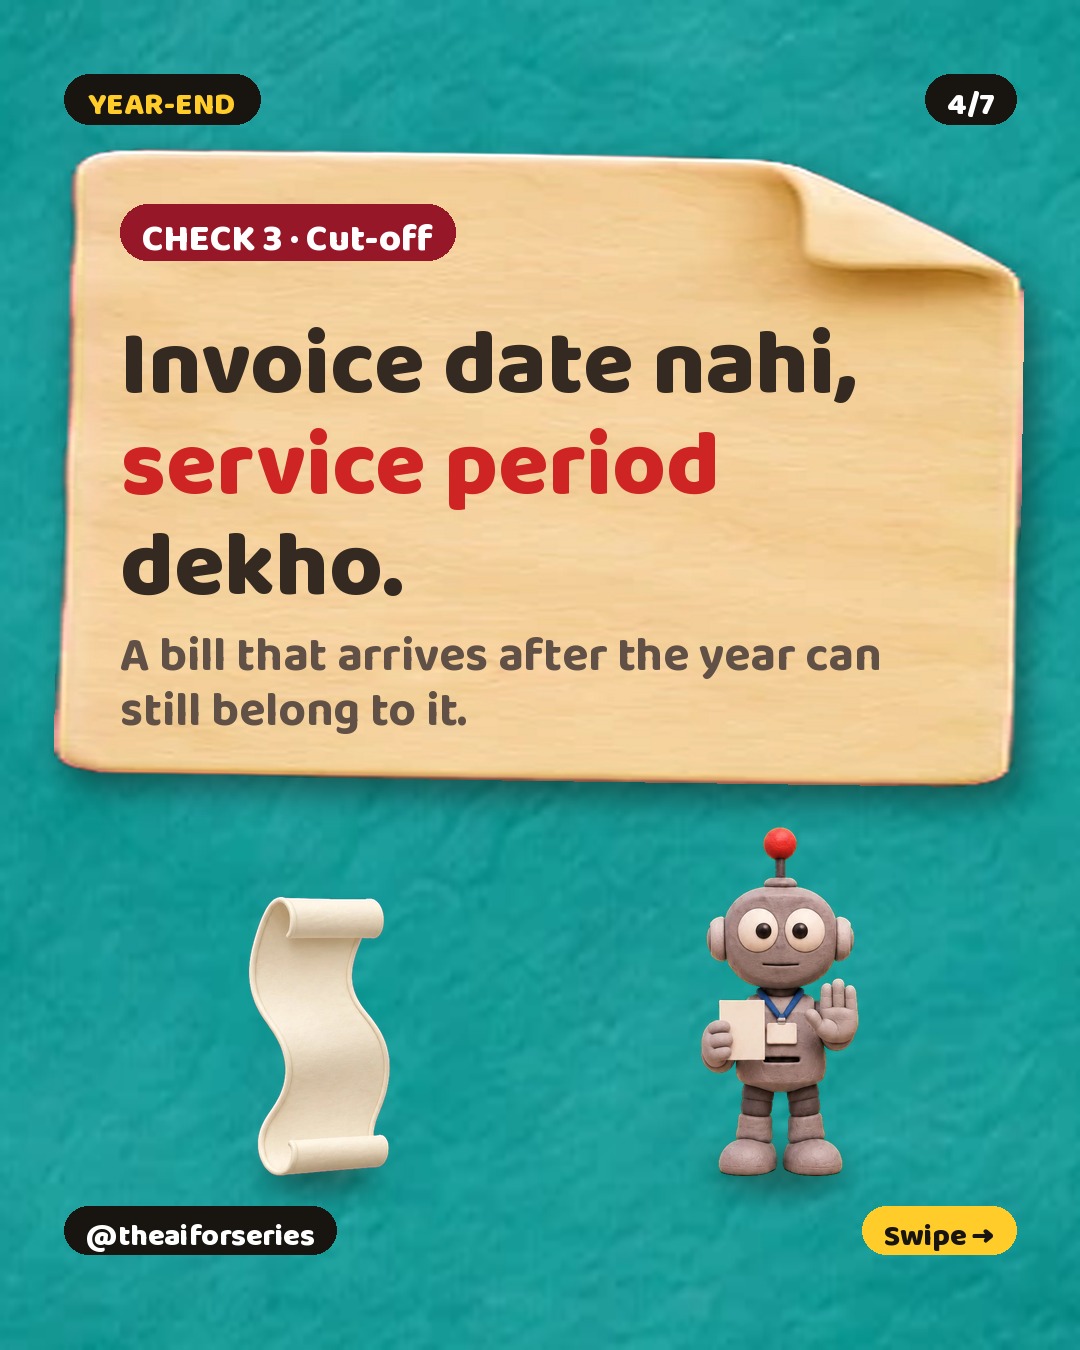 YEAR-END
4/7
CHECK 3 · Cut-off
Invoice date nahi,
service period
dekho.
A bill that arrives after the year can
still belong to it.
@theaiforseries
Swipe →